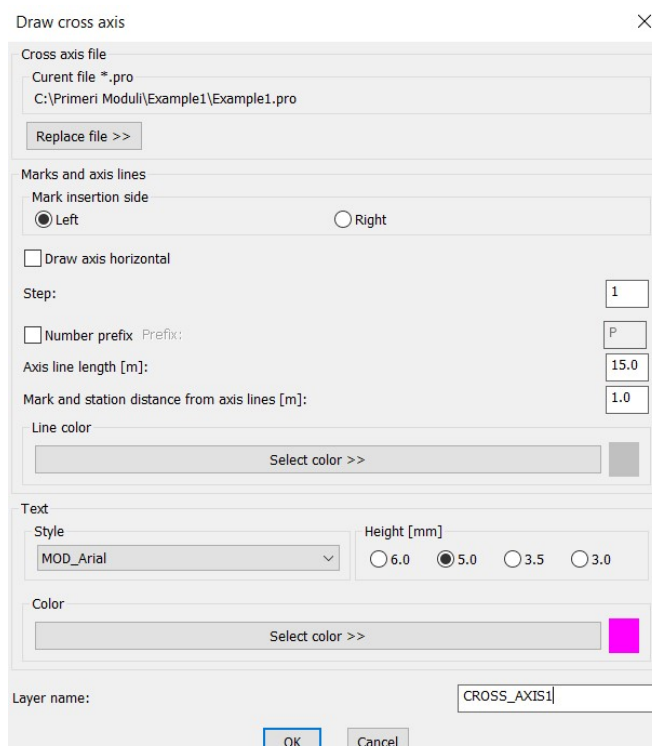 Draw cross axis
Cross axis file
Curent file *.pro
C:\Primeri Moduli\Example1\Example1.pro
Replace file >>
Marks and axis lines
Mark insertion side
Left Right
Draw axis horizontal
Step: 1
Number prefix Prefix: P
Axis line length [m]: 15.0
Mark and station distance from axis lines [m]: 1.0
Line color
Select color >>
Text
Style Height [mm]
MOD_Arial 6.0 5.0 3.5 3.0
Color
Select color >>
Layer name: CROSS_AXIS1
OK Cancel